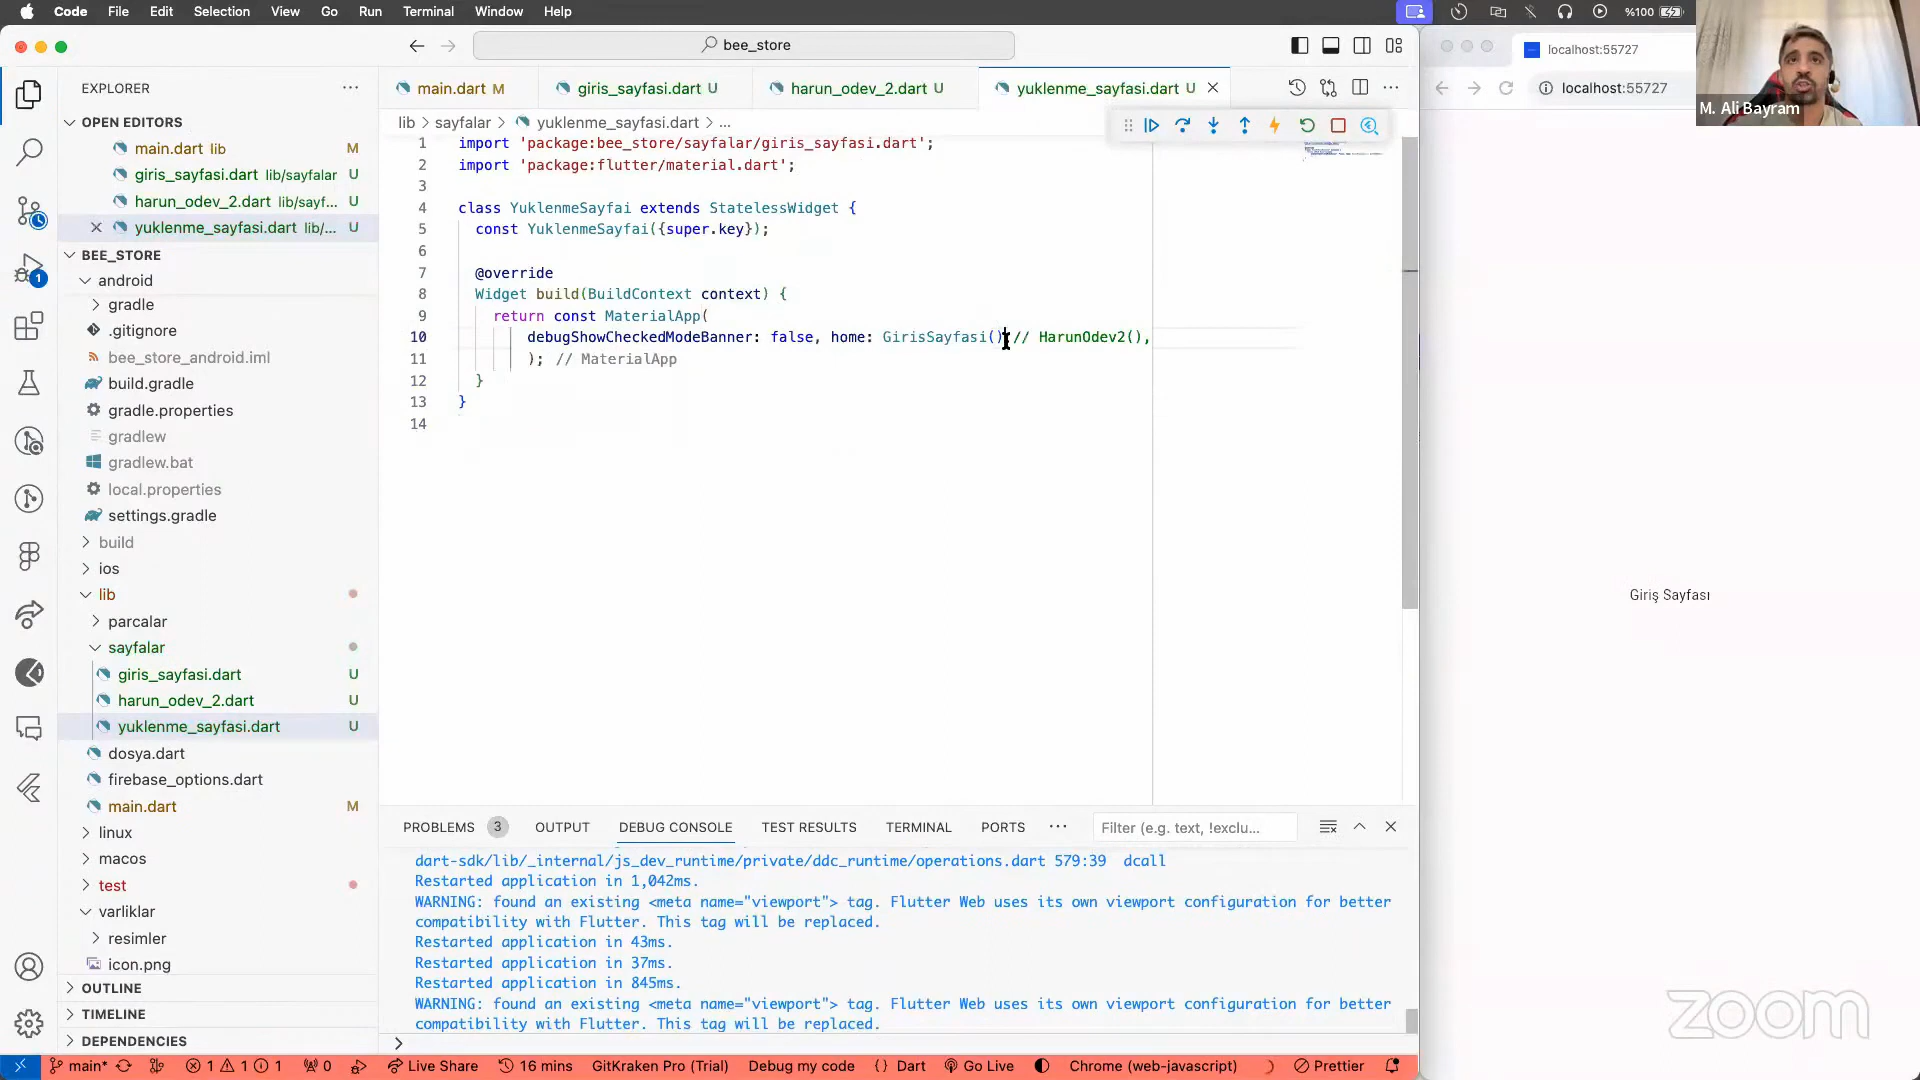 Code File Edit Selection View Go Run Terminal Window Help
%100
bee_store
localhost:55727
localhost:55727
M. Ali Bayram
EXPLORER
OPEN EDITORS
main.dart lib M
giris_sayfasi.dart lib/sayfalar U
harun_odev_2.dart lib/sayf... U
yuklenme_sayfasi.dart lib/... U
BEE_STORE
android
gradle
.gitignore
bee_store_android.iml
build.gradle
gradle.properties
gradlew
gradlew.bat
local.properties
settings.gradle
build
ios
lib
parcalar
sayfalar
giris_sayfasi.dart U
harun_odev_2.dart U
yuklenme_sayfasi.dart U
dosya.dart
firebase_options.dart
main.dart M
linux
macos
test
varliklar
resimler
icon.png
OUTLINE
TIMELINE
DEPENDENCIES
main.dart M giris_sayfasi.dart U harun_odev_2.dart U yuklenme_sayfasi.dart U
lib > sayfalar > yuklenme_sayfasi.dart > ...
1 import 'package:bee_store/sayfalar/giris_sayfasi.dart';
2 import 'package:flutter/material.dart';
3
4 class YuklenmeSayfai extends StatelessWidget {
5 const YuklenmeSayfai({super.key});
6
7 @override
8 Widget build(BuildContext context) {
9 return const MaterialApp(
10 debugShowCheckedModeBanner: false, home: GirisSayfasi() // HarunOdev2(),
11 ); // MaterialApp
12 }
13 }
14
Giriş Sayfası
PROBLEMS 3 OUTPUT DEBUG CONSOLE TEST RESULTS TERMINAL PORTS ... Filter (e.g. text, !exclu...
dart-sdk/lib/_internal/js_dev_runtime/private/ddc_runtime/operations.dart 579:39 dcall
Restarted application in 1,042ms.
WARNING: found an existing <meta name="viewport"> tag. Flutter Web uses its own viewport configuration for better
compatibility with Flutter. This tag will be replaced.
Restarted application in 43ms.
Restarted application in 37ms.
Restarted application in 845ms.
WARNING: found an existing <meta name="viewport"> tag. Flutter Web uses its own viewport configuration for better
compatibility with Flutter. This tag will be replaced.
>
main* 1 1 1 0 Live Share 16 mins GitKraken Pro (Trial) Debug my code {} Dart Go Live Chrome (web-javascript) Prettier
1
zoom